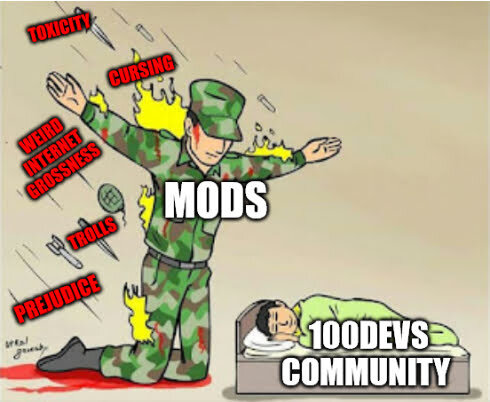 TOXICITY
CURSING
WEIRD
INTERNET
GROSSNESS
MODS
TROLLS
PREJUDICE
100DEVS
COMMUNITY